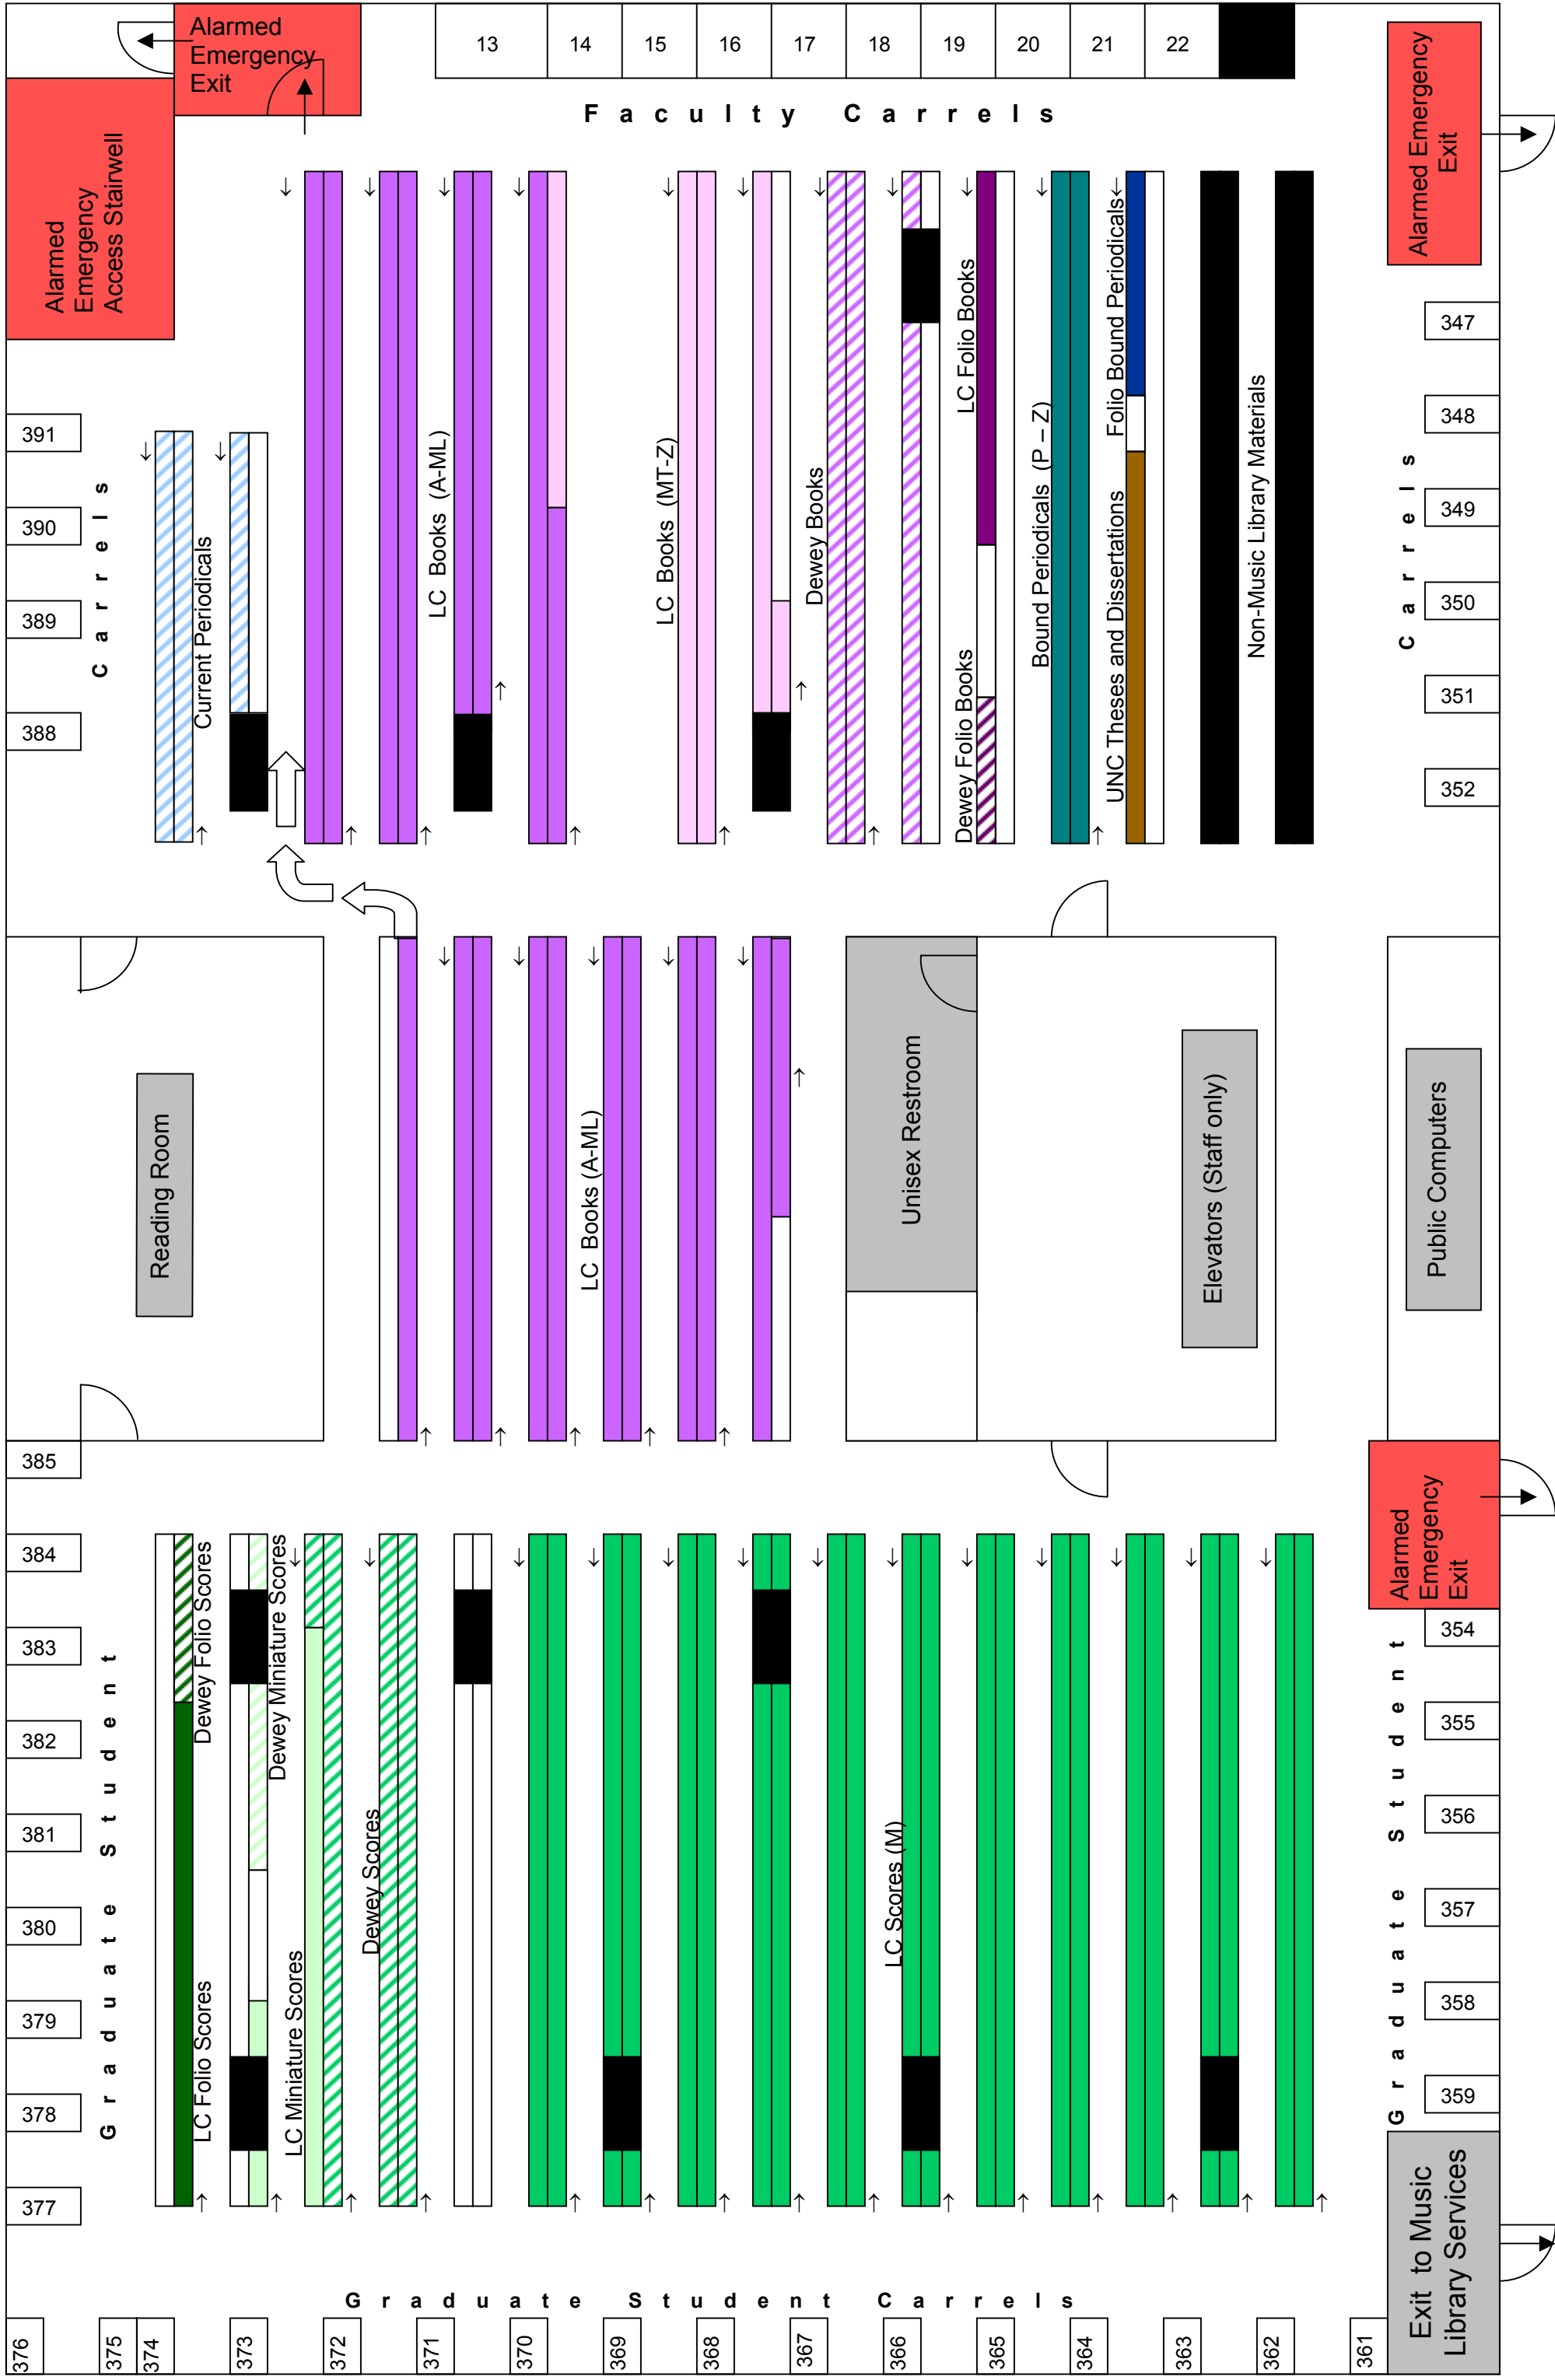 Alarmed
Emergency
Exit
13
14
15
16
17
18
19
20
21
22
Faculty Carrels
Alarmed
Emergency
Access Stairwell
Alarmed Emergency
Exit
391
390
389
388
Carrels
Current Periodicals
LC Books (A-ML)
LC Books (MT-Z)
Dewey Books
LC Folio Books
Dewey Folio Books
Bound Periodicals (P – Z)
Folio Bound Periodicals
UNC Theses and Dissertations
Non-Music Library Materials
Carrels
347
348
349
350
351
352
Reading Room
LC Books (A-ML)
Unisex Restroom
Elevators (Staff only)
Public Computers
385
384
383
382
381
380
379
378
377
Graduate Student
Dewey Folio Scores
LC Folio Scores
Dewey Miniature Scores
LC Miniature Scores
Dewey Scores
LC Scores (M)
Alarmed
Emergency
Exit
Graduate Student
354
355
356
357
358
359
Exit to Music
Library Services
Graduate Student Carrels
376
375
374
373
372
371
370
369
368
367
366
365
364
363
362
361